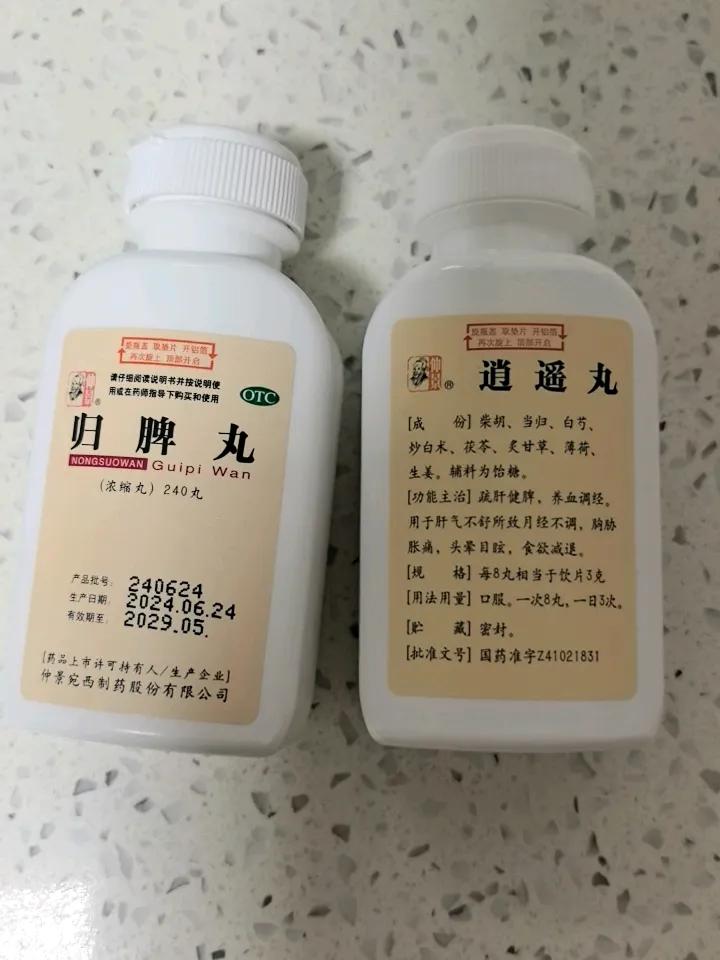 旋瓶盖 取垫片 开铝箔
再次旋上 顶部开启
仲景
®
请仔细阅读说明书并按说明使
用或在药师指导下购买和使用
OTC
归脾丸
NONGSUOWAN Guipi Wan
(浓缩丸) 240丸
产品批号: 240624
生产日期: 2024.06.24
有效期至: 2029.05.
[药品上市许可持有人/生产企业]
仲景宛西制药股份有限公司
旋瓶盖 取垫片 开铝箔
再次旋上 顶部开启
仲景
®
逍遥丸
[成 份] 柴胡、当归、白芍、
炒白术、茯苓、炙甘草、薄荷、
生姜。辅料为饴糖。
[功能主治] 疏肝健脾，养血调经。
用于肝气不舒所致月经不调，胸胁
胀痛，头晕目眩，食欲减退。
[规 格] 每8丸相当于饮片3克
[用法用量] 口服。一次8丸，一日3次。
[贮 藏] 密封。
[批准文号] 国药准字Z41021831